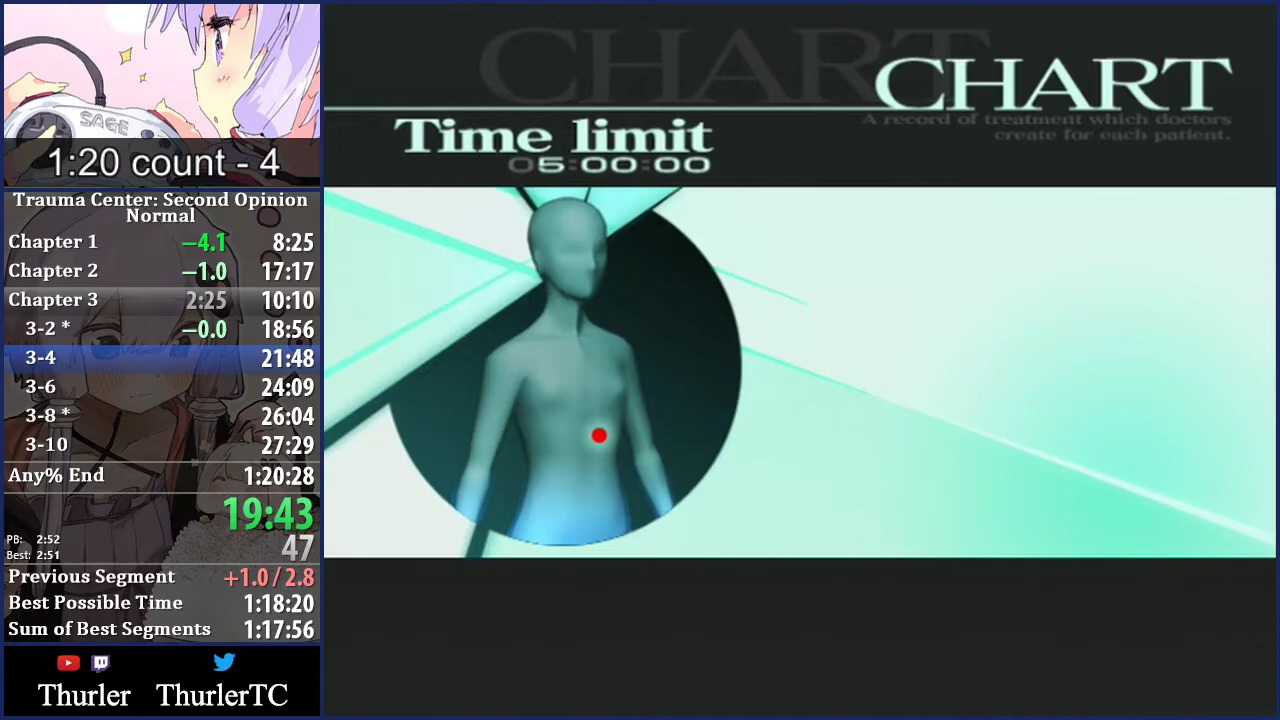 SAGE
1:20 count - 4
Trauma Center: Second Opinion
Normal
Chapter 1 −4.1 8:25
Chapter 2 −1.0 17:17
Chapter 3 2:25 10:10
3-2 * −0.0 18:56
3-4 21:48
3-6 24:09
3-8 * 26:04
3-10 27:29
Any% End 1:20:28
19:43
PB: 2:52
Best: 2:51
47
Previous Segment +1.0 / 2.8
Best Possible Time 1:18:20
Sum of Best Segments 1:17:56
Thurler ThurlerTC
CHART
CHART
A record of treatment which doctors
create for each patient.
Time limit
05:00:00